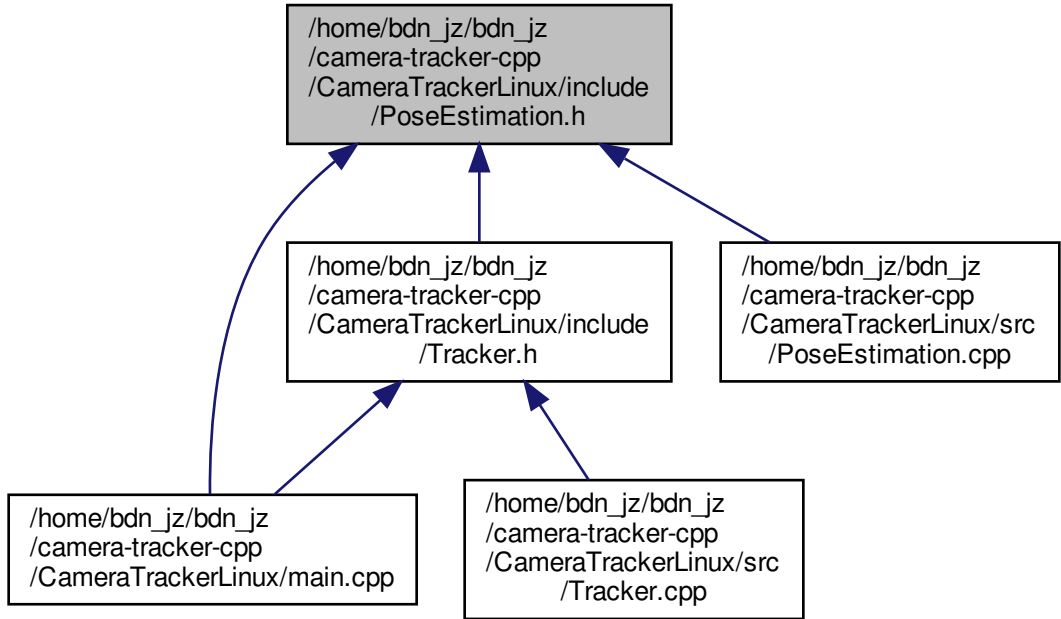 /home/bdn_jz/bdn_jz
/camera-tracker-cpp
/CameraTrackerLinux/include
/PoseEstimation.h
/home/bdn_jz/bdn_jz
/camera-tracker-cpp
/CameraTrackerLinux/include
/Tracker.h
/home/bdn_jz/bdn_jz
/camera-tracker-cpp
/CameraTrackerLinux/src
/PoseEstimation.cpp
/home/bdn_jz/bdn_jz
/camera-tracker-cpp
/CameraTrackerLinux/main.cpp
/home/bdn_jz/bdn_jz
/camera-tracker-cpp
/CameraTrackerLinux/src
/Tracker.cpp